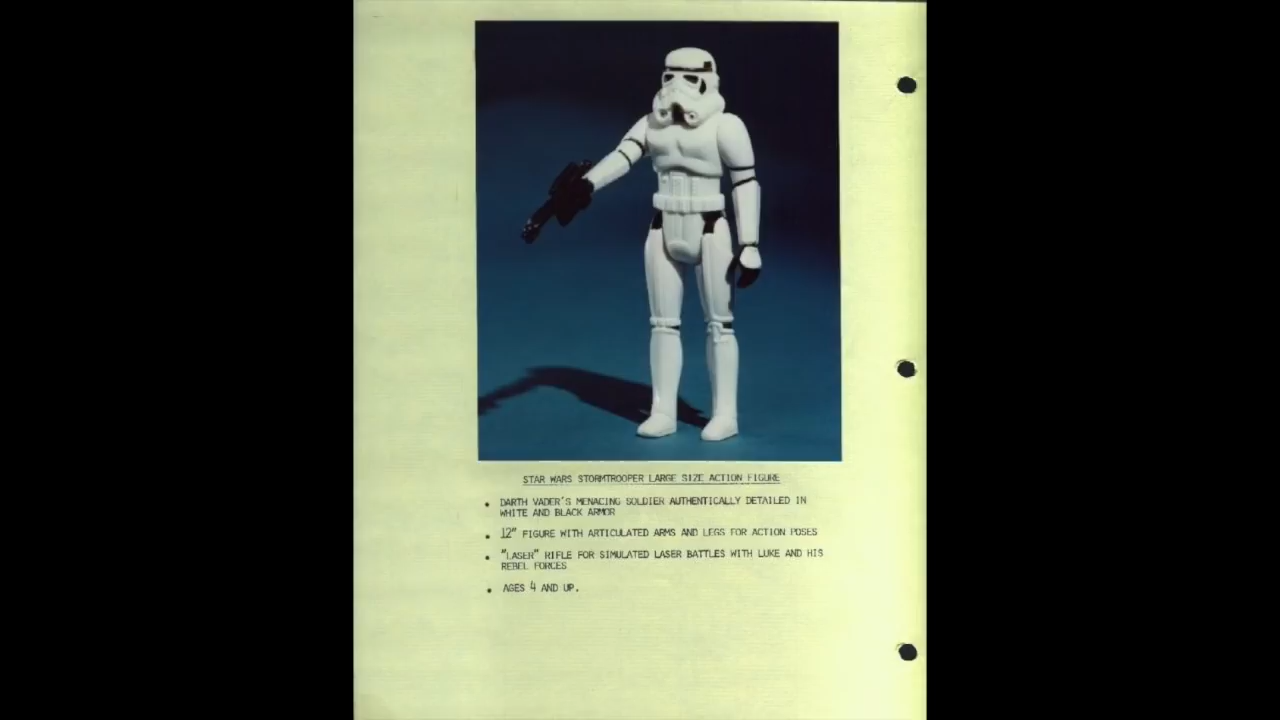 STAR WARS STORMTROOPER LARGE SIZE ACTION FIGURE
• DARTH VADER'S MENACING SOLDIER AUTHENTICALLY DETAILED IN
WHITE AND BLACK ARMOR
• 12" FIGURE WITH ARTICULATED ARMS AND LEGS FOR ACTION POSES
• "LASER" RIFLE FOR SIMULATED LASER BATTLES WITH LUKE AND HIS
REBEL FORCES
• AGES 4 AND UP.